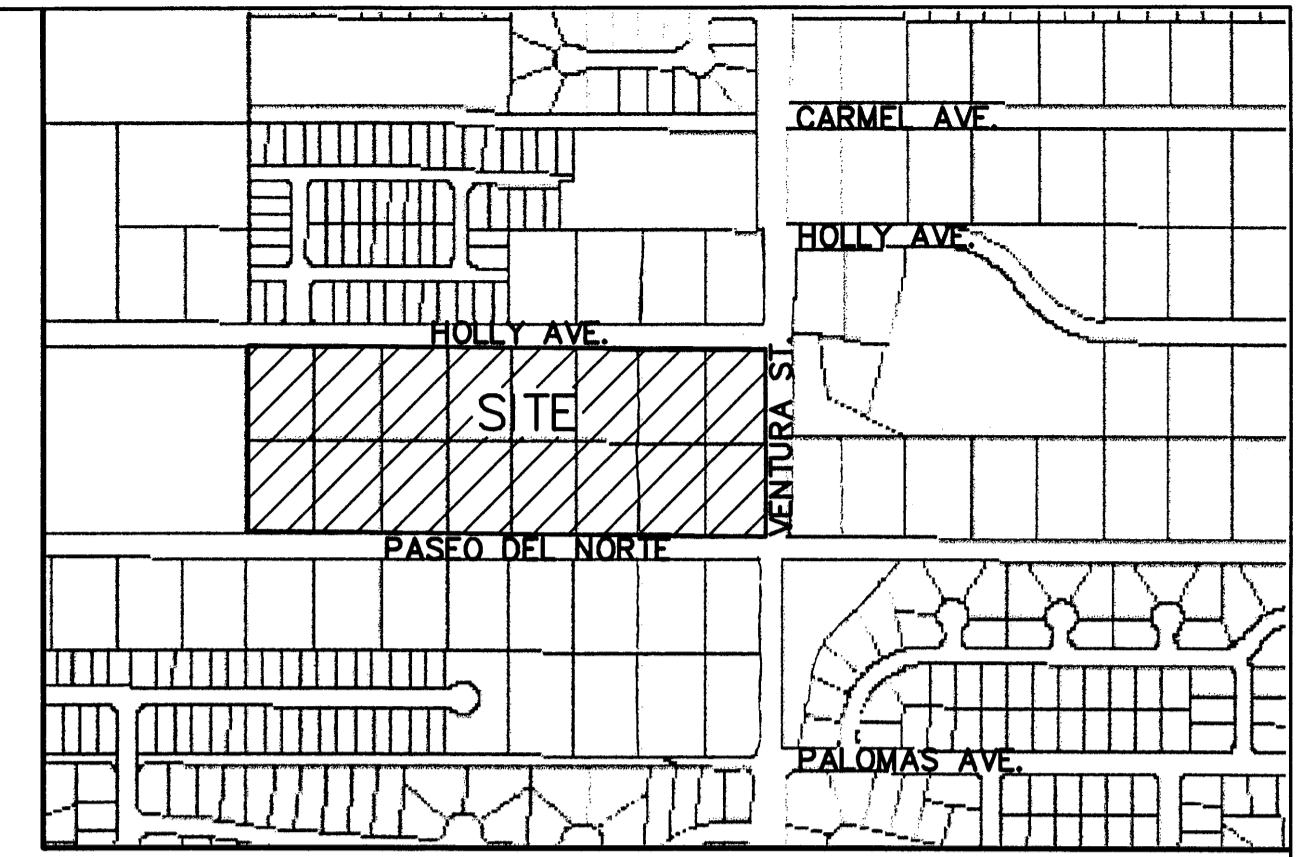 CARMEL AVE.
HOLLY AVE.
HOLLY AVE.
SITE
VENTURA ST.
PASEO DEL NORTE
PALOMAS AVE.